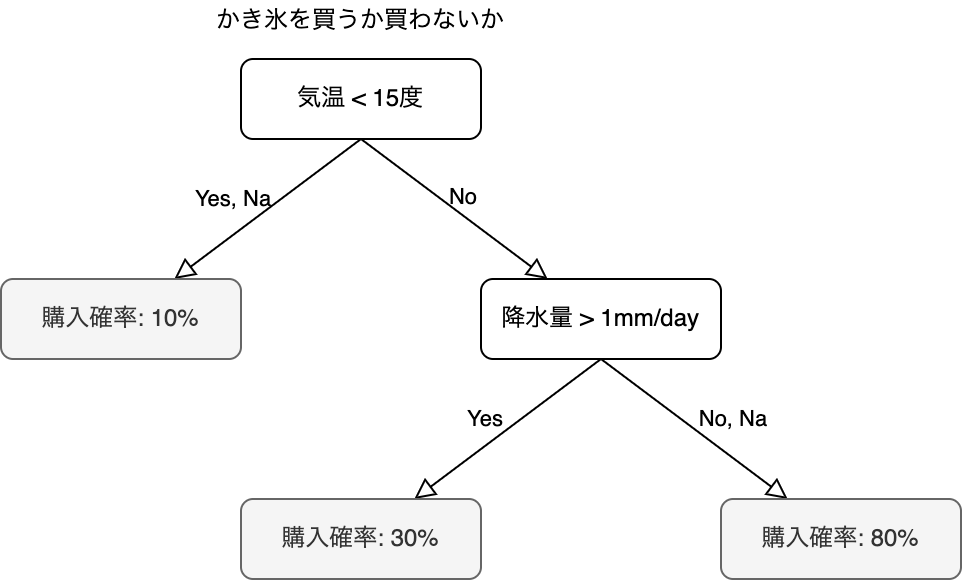 かき氷を買うか買わないか
気温 < 15度
Yes, Na
No
購入確率: 10%
降水量 > 1mm/day
Yes
No, Na
購入確率: 30%
購入確率: 80%